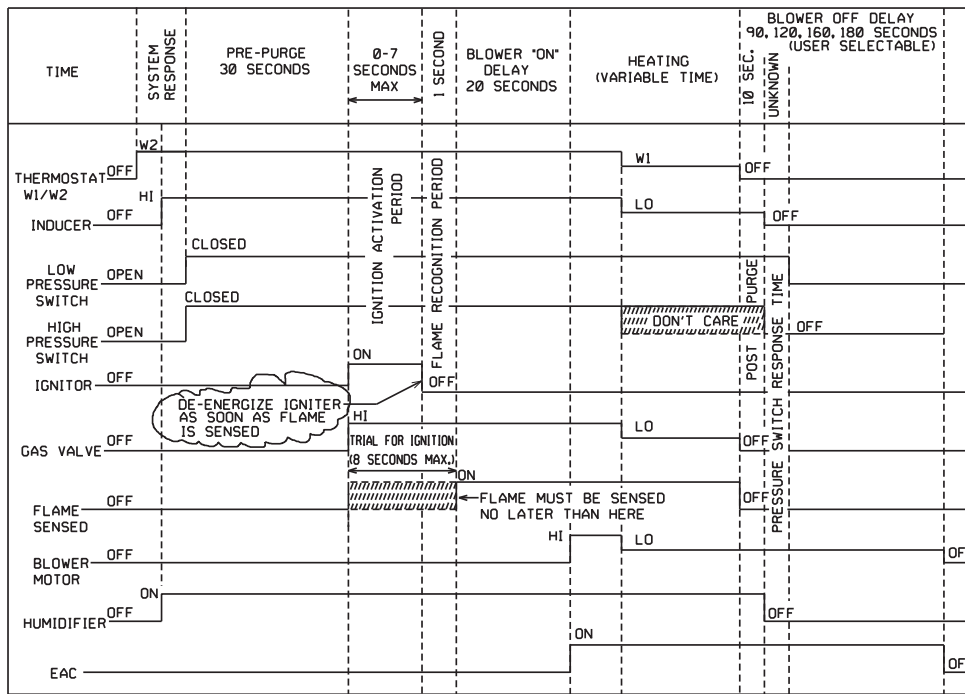 TIME
SYSTEM
RESPONSE
PRE-PURGE
30 SECONDS
0-7
SECONDS
MAX
1 SECOND
BLOWER "ON"
DELAY
20 SECONDS
HEATING
(VARIABLE TIME)
10 SEC.
UNKNOWN
BLOWER OFF DELAY
90,120,160,180 SECONDS
(USER SELECTABLE)
THERMOSTAT
W1/W2
OFF
W2
W1
OFF
INDUCER
OFF
HI
LO
OFF
IGNITION ACTIVATION
PERIOD
FLAME RECOGNITION PERIOD
LOW
PRESSURE
SWITCH
OPEN
CLOSED
HIGH
PRESSURE
SWITCH
OPEN
CLOSED
DON'T CARE
OFF
POST PURGE
PRESSURE SWITCH RESPONSE TIME
IGNITOR
OFF
ON
OFF
DE-ENERGIZE IGNITER
AS SOON AS FLAME
IS SENSED
GAS VALVE
OFF
HI
LO
OFF
TRIAL FOR IGNITION
(8 SECONDS MAX.)
FLAME
SENSED
OFF
ON
OFF
FLAME MUST BE SENSED
NO LATER THAN HERE
BLOWER
MOTOR
OFF
HI
LO
OF
HUMIDIFIER
OFF
ON
OFF
EAC
ON
OF